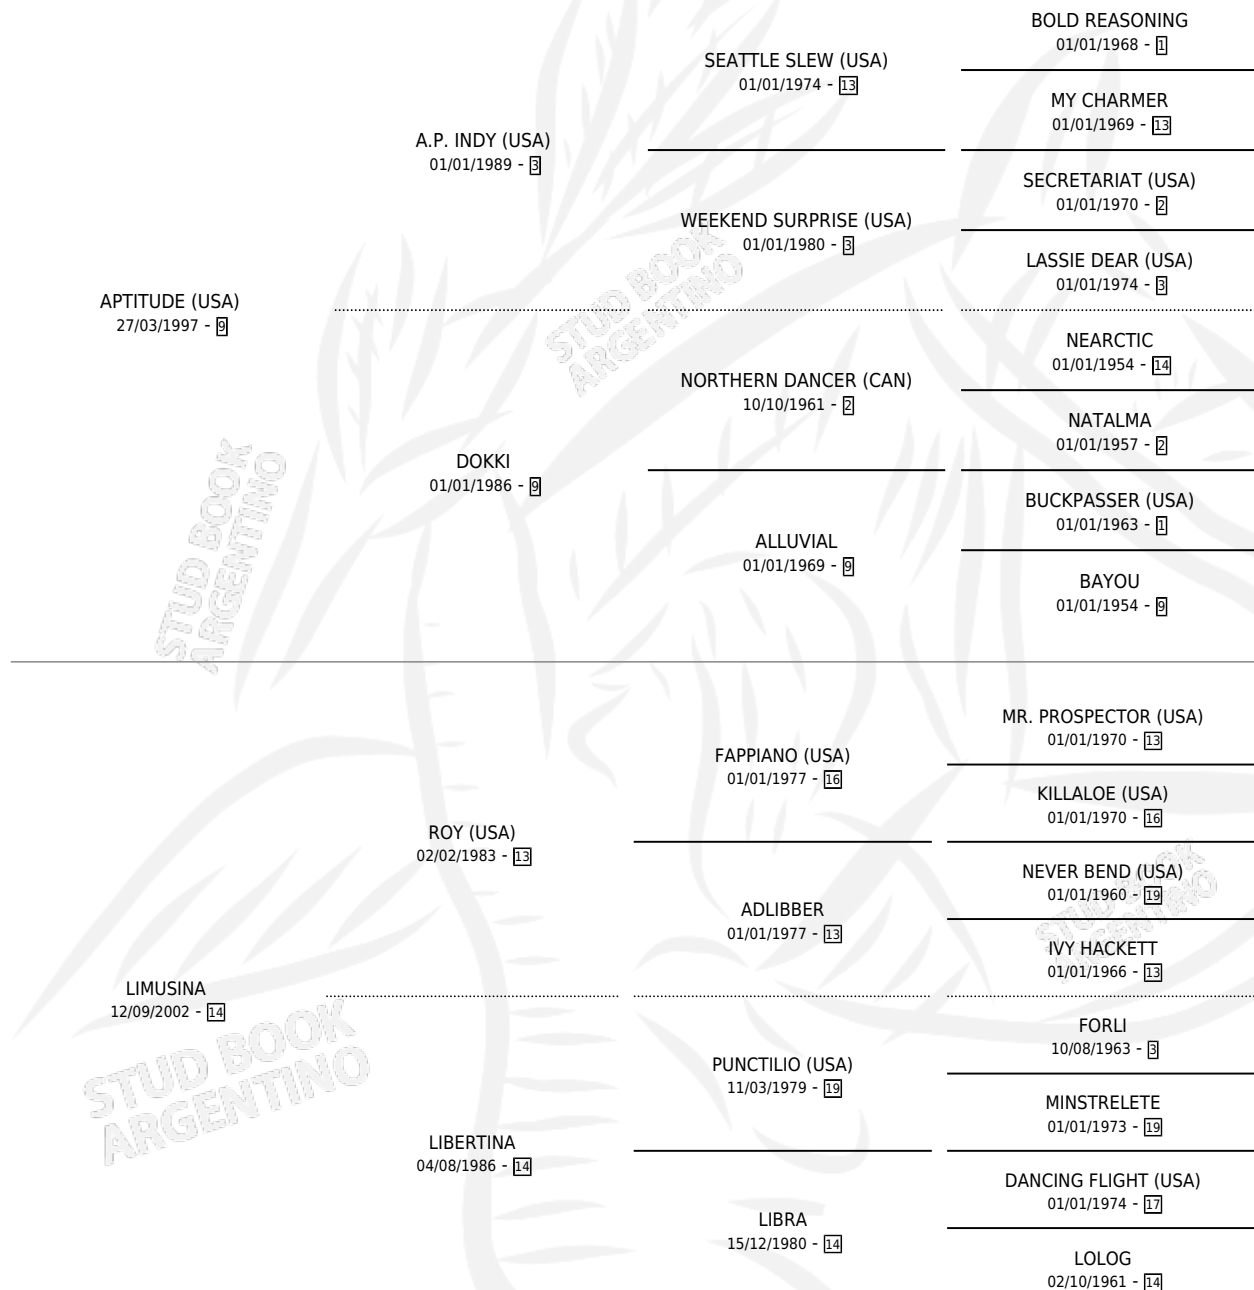 BOLD REASONING
01/01/1968 - 1
SEATTLE SLEW (USA)
01/01/1974 - 13
MY CHARMER
01/01/1969 - 13
A.P. INDY (USA)
01/01/1989 - 3
SECRETARIAT (USA)
01/01/1970 - 2
WEEKEND SURPRISE (USA)
01/01/1980 - 3
LASSIE DEAR (USA)
01/01/1974 - 3
APTITUDE (USA)
27/03/1997 - 9
NEARCTIC
01/01/1954 - 14
NORTHERN DANCER (CAN)
10/10/1961 - 2
NATALMA
01/01/1957 - 2
DOKKI
01/01/1986 - 9
BUCKPASSER (USA)
01/01/1963 - 1
ALLUVIAL
01/01/1969 - 9
BAYOU
01/01/1954 - 9
MR. PROSPECTOR (USA)
01/01/1970 - 13
FAPPIANO (USA)
01/01/1977 - 16
KILLALOE (USA)
01/01/1970 - 16
ROY (USA)
02/02/1983 - 13
NEVER BEND (USA)
01/01/1960 - 19
ADLIBBER
01/01/1977 - 13
IVY HACKETT
01/01/1966 - 13
LIMUSINA
12/09/2002 - 14
FORLI
10/08/1963 - 3
PUNCTILIO (USA)
11/03/1979 - 19
MINSTRELETE
01/01/1973 - 19
LIBERTINA
04/08/1986 - 14
DANCING FLIGHT (USA)
01/01/1974 - 17
LIBRA
15/12/1980 - 14
LOLOG
02/10/1961 - 14
STUD BOOK
ARGENTINO
STUD BOOK
ARGENTINO
STUD BOOK
ARGENTINO
STUD BOOK
ARGENTINO